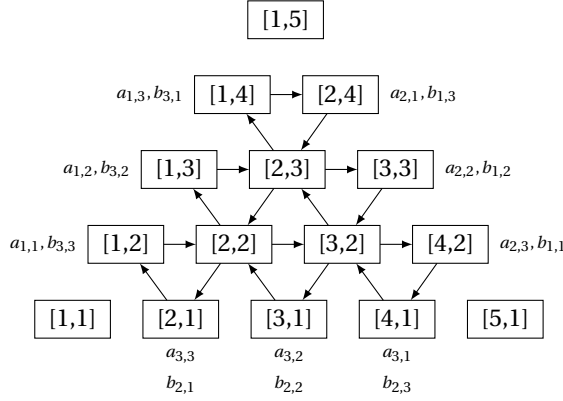 [1,5]
a1,3, b3,1 [1,4] [2,4] a2,1, b1,3
a1,2, b3,2 [1,3] [2,3] [3,3] a2,2, b1,2
a1,1, b3,3 [1,2] [2,2] [3,2] [4,2] a2,3, b1,1
[1,1] [2,1] [3,1] [4,1] [5,1]
a3,3 a3,2 a3,1
b2,1 b2,2 b2,3